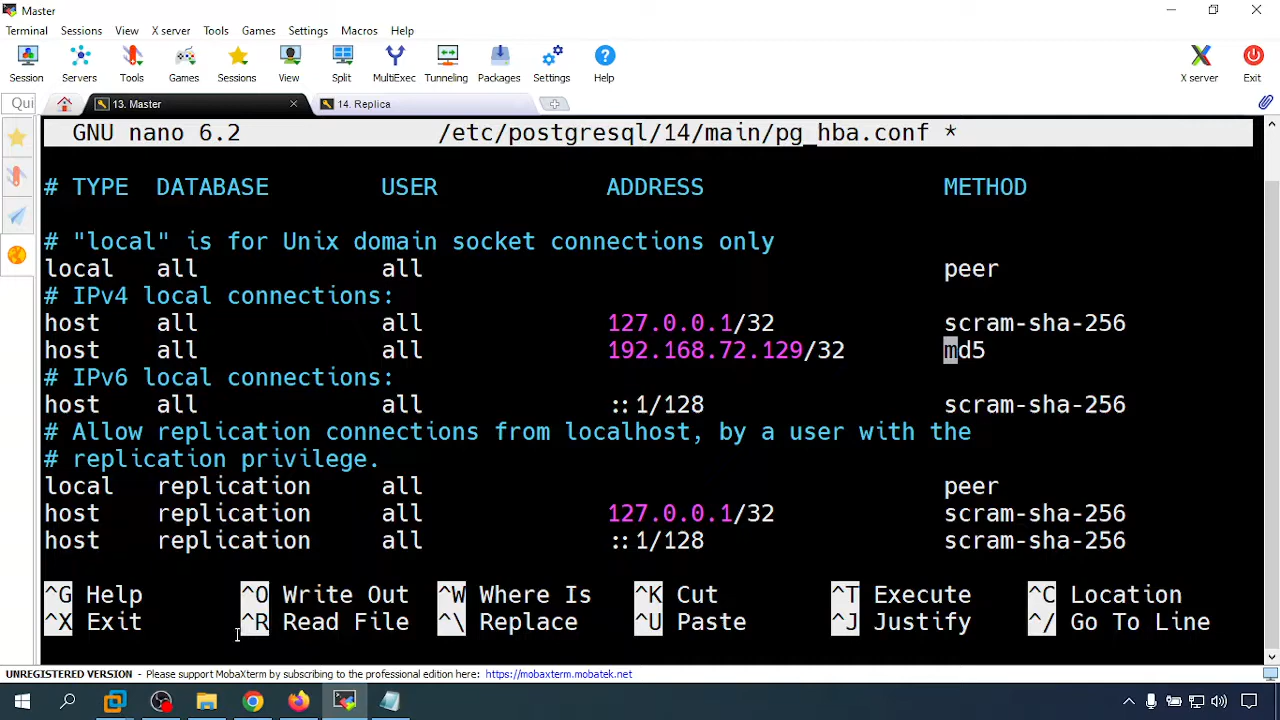 Master
Terminal Sessions View X server Tools Games Settings Macros Help
Session Servers Tools Games Sessions View Split MultiExec Tunneling Packages Settings Help X server Exit
Qui 13. Master 14. Replica
GNU nano 6.2 /etc/postgresql/14/main/pg_hba.conf *
# TYPE DATABASE USER ADDRESS METHOD
# "local" is for Unix domain socket connections only
local all all peer
# IPv4 local connections:
host all all 127.0.0.1/32 scram-sha-256
host all all 192.168.72.129/32 md5
# IPv6 local connections:
host all all ::1/128 scram-sha-256
# Allow replication connections from localhost, by a user with the
# replication privilege.
local replication all peer
host replication all 127.0.0.1/32 scram-sha-256
host replication all ::1/128 scram-sha-256
^G Help ^O Write Out ^W Where Is ^K Cut ^T Execute ^C Location
^X Exit ^R Read File ^\ Replace ^U Paste ^J Justify ^/ Go To Line
UNREGISTERED VERSION - Please support MobaXterm by subscribing to the professional edition here: https://mobaxterm.mobatek.net